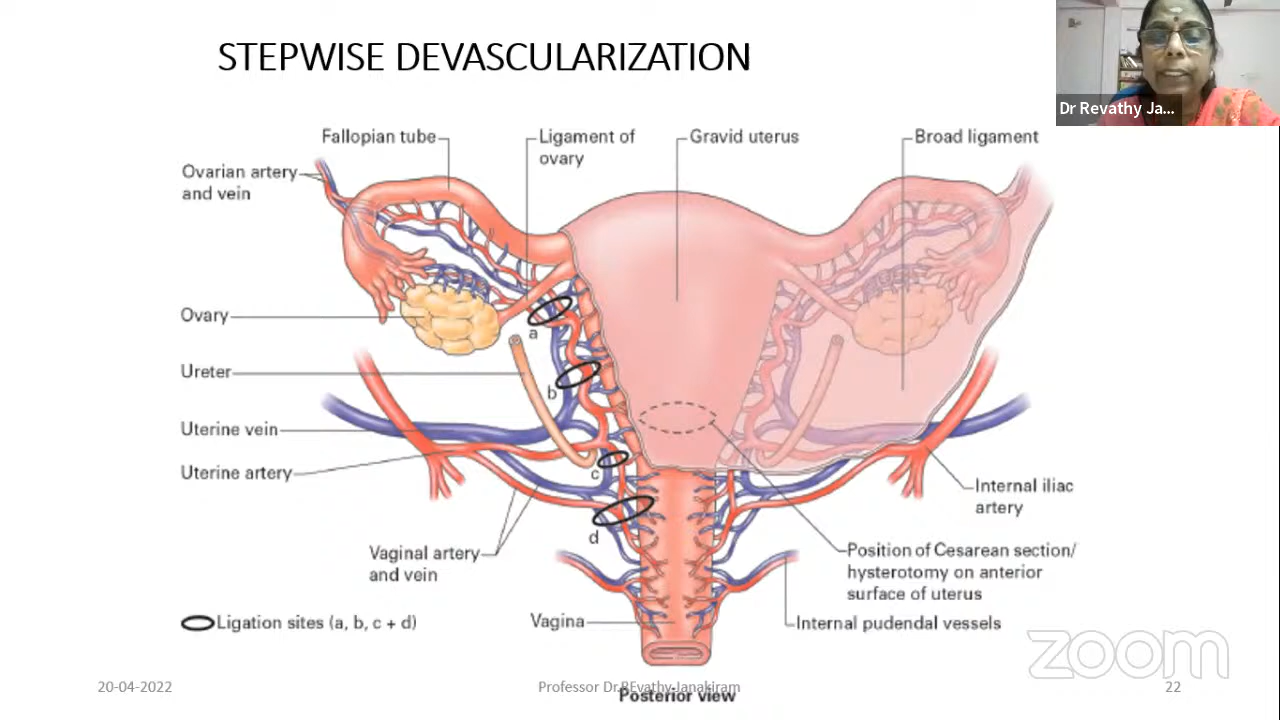 STEPWISE DEVASCULARIZATION
Dr Revathy Ja...
Fallopian tube
Ligament of
ovary
Gravid uterus
Broad ligament
Ovarian artery
and vein
Ovary
a
Ureter
b
Uterine vein
c
Uterine artery
Internal iliac
artery
d
Vaginal artery
and vein
Position of Cesarean section/
hysterotomy on anterior
surface of uterus
Ligation sites (a, b, c + d)
Vagina
Internal pudendal vessels
zoom
20-04-2022
Professor Dr.REvathy Janakiram
22
Posterior view